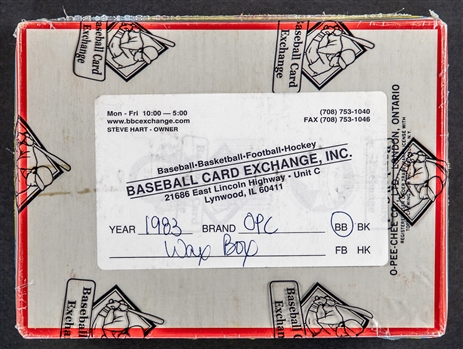 Baseball Card
Exchange
Baseball Card
Exchange
Mon - Fri 10:00 — 5:00
www.bbcexchange.com
STEVE HART - OWNER
(708) 753-1040
FAX (708) 753-1046
Baseball•Basketball•Football•Hockey
BASEBALL CARD EXCHANGE, INC.
21686 East Lincoln Highway - Unit C
Lynwood, IL 60411
YEAR 1983 BRAND OPC BB BK
Wax Box FB HK
O-PEE-CHEE
LONDON, ONTARIO
Baseball Card
Exchange
Baseball Card
Exchange